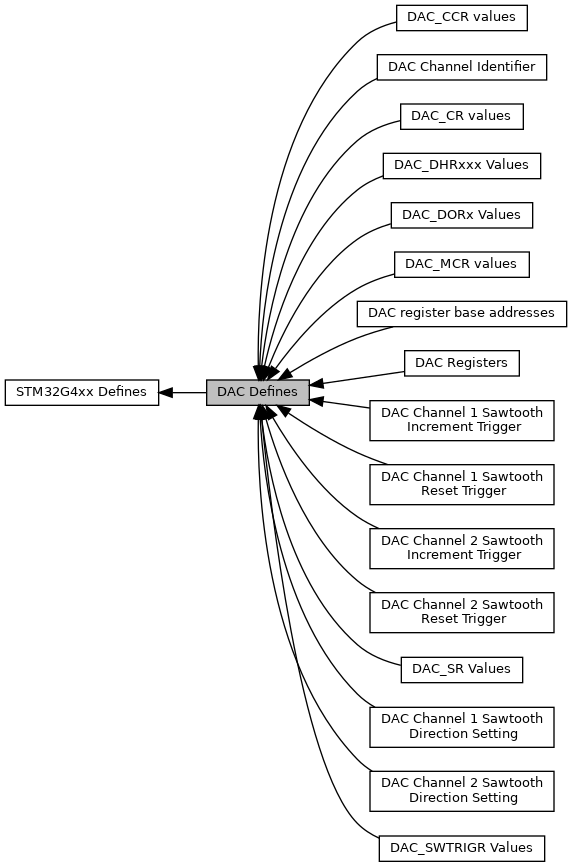 DAC_CCR values
DAC Channel Identifier
DAC_CR values
DAC_DHRxxx Values
DAC_DORx Values
DAC_MCR values
DAC register base addresses
DAC Registers
STM32G4xx Defines
DAC Defines
DAC Channel 1 Sawtooth
Increment Trigger
DAC Channel 1 Sawtooth
Reset Trigger
DAC Channel 2 Sawtooth
Increment Trigger
DAC Channel 2 Sawtooth
Reset Trigger
DAC_SR Values
DAC Channel 1 Sawtooth
Direction Setting
DAC Channel 2 Sawtooth
Direction Setting
DAC_SWTRIGR Values